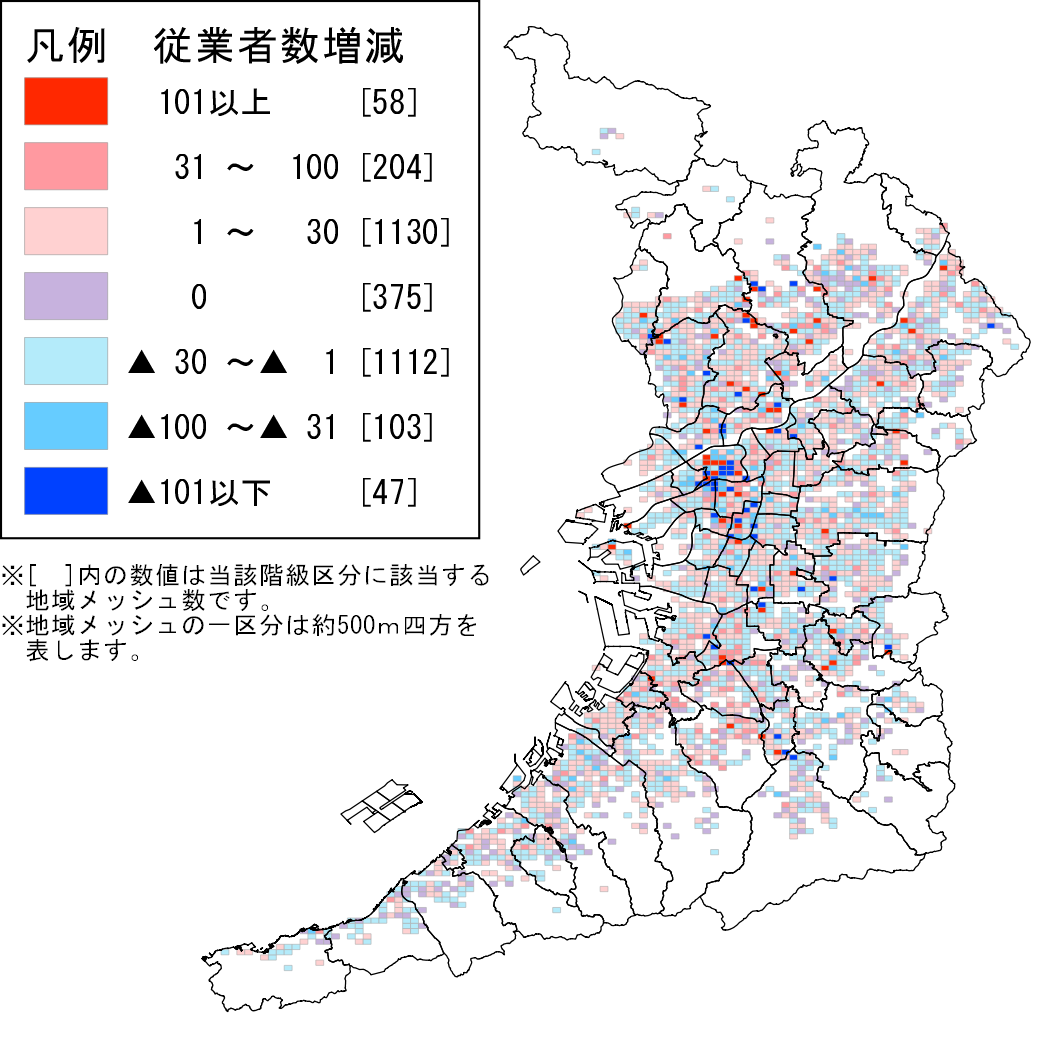 凡例 従業者数増減
101以上 [58]
31 ～ 100 [204]
1 ～ 30 [1130]
0 [375]
▲ 30 ～▲ 1 [1112]
▲100 ～▲ 31 [103]
▲101以下 [47]
※[ ]内の数値は当該階級区分に該当する
地域メッシュ数です。
※地域メッシュの一区分は約500ｍ四方を
表します。